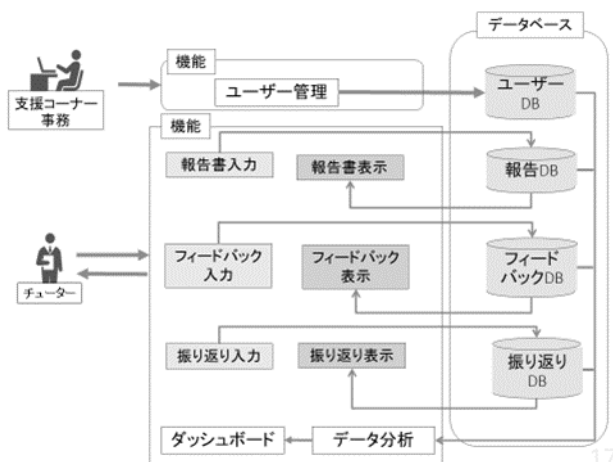 データベース
機能
ユーザー管理
ユーザー
DB
支援コーナー
事務
機能
報告書入力
報告書表示
報告DB
フィードバック
入力
フィードバック
表示
フィード
バックDB
チューター
振り返り入力
振り返り表示
振り返り
DB
ダッシュボード
データ分析
17